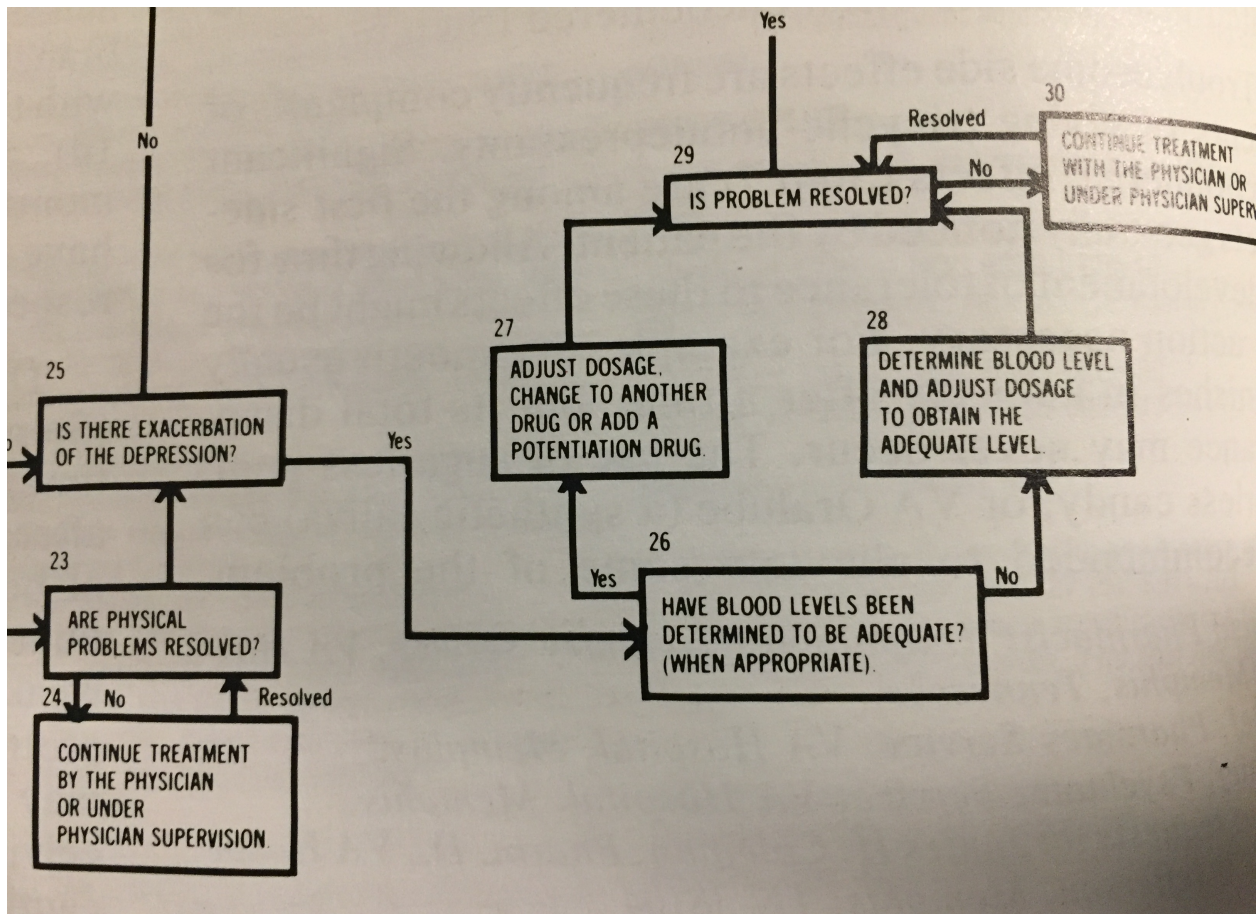 Yes
No
30
Resolved
CONTINUE TREATMENT
WITH THE PHYSICIAN OR
UNDER PHYSICIAN SUPERV
29
No
IS PROBLEM RESOLVED?
27
ADJUST DOSAGE,
CHANGE TO ANOTHER
DRUG OR ADD A
POTENTIATION DRUG.
28
DETERMINE BLOOD LEVEL
AND ADJUST DOSAGE
TO OBTAIN THE
ADEQUATE LEVEL
25
IS THERE EXACERBATION
OF THE DEPRESSION?
Yes
26
Yes
No
HAVE BLOOD LEVELS BEEN
DETERMINED TO BE ADEQUATE?
(WHEN APPROPRIATE).
23
ARE PHYSICAL
PROBLEMS RESOLVED?
24
No
Resolved
CONTINUE TREATMENT
BY THE PHYSICIAN
OR UNDER
PHYSICIAN SUPERVISION.